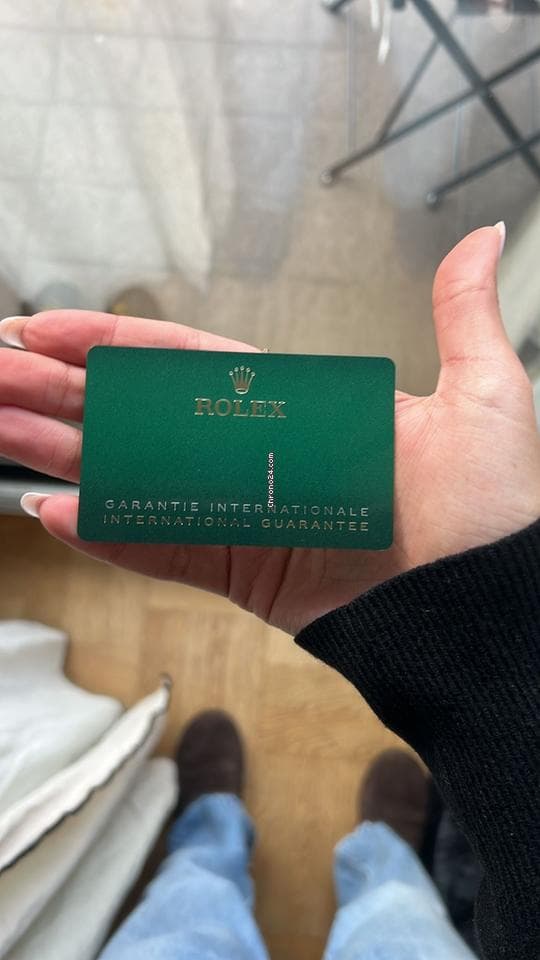 ROLEX
chrono24.com
GARANTIE INTERNATIONALE
INTERNATIONAL GUARANTEE